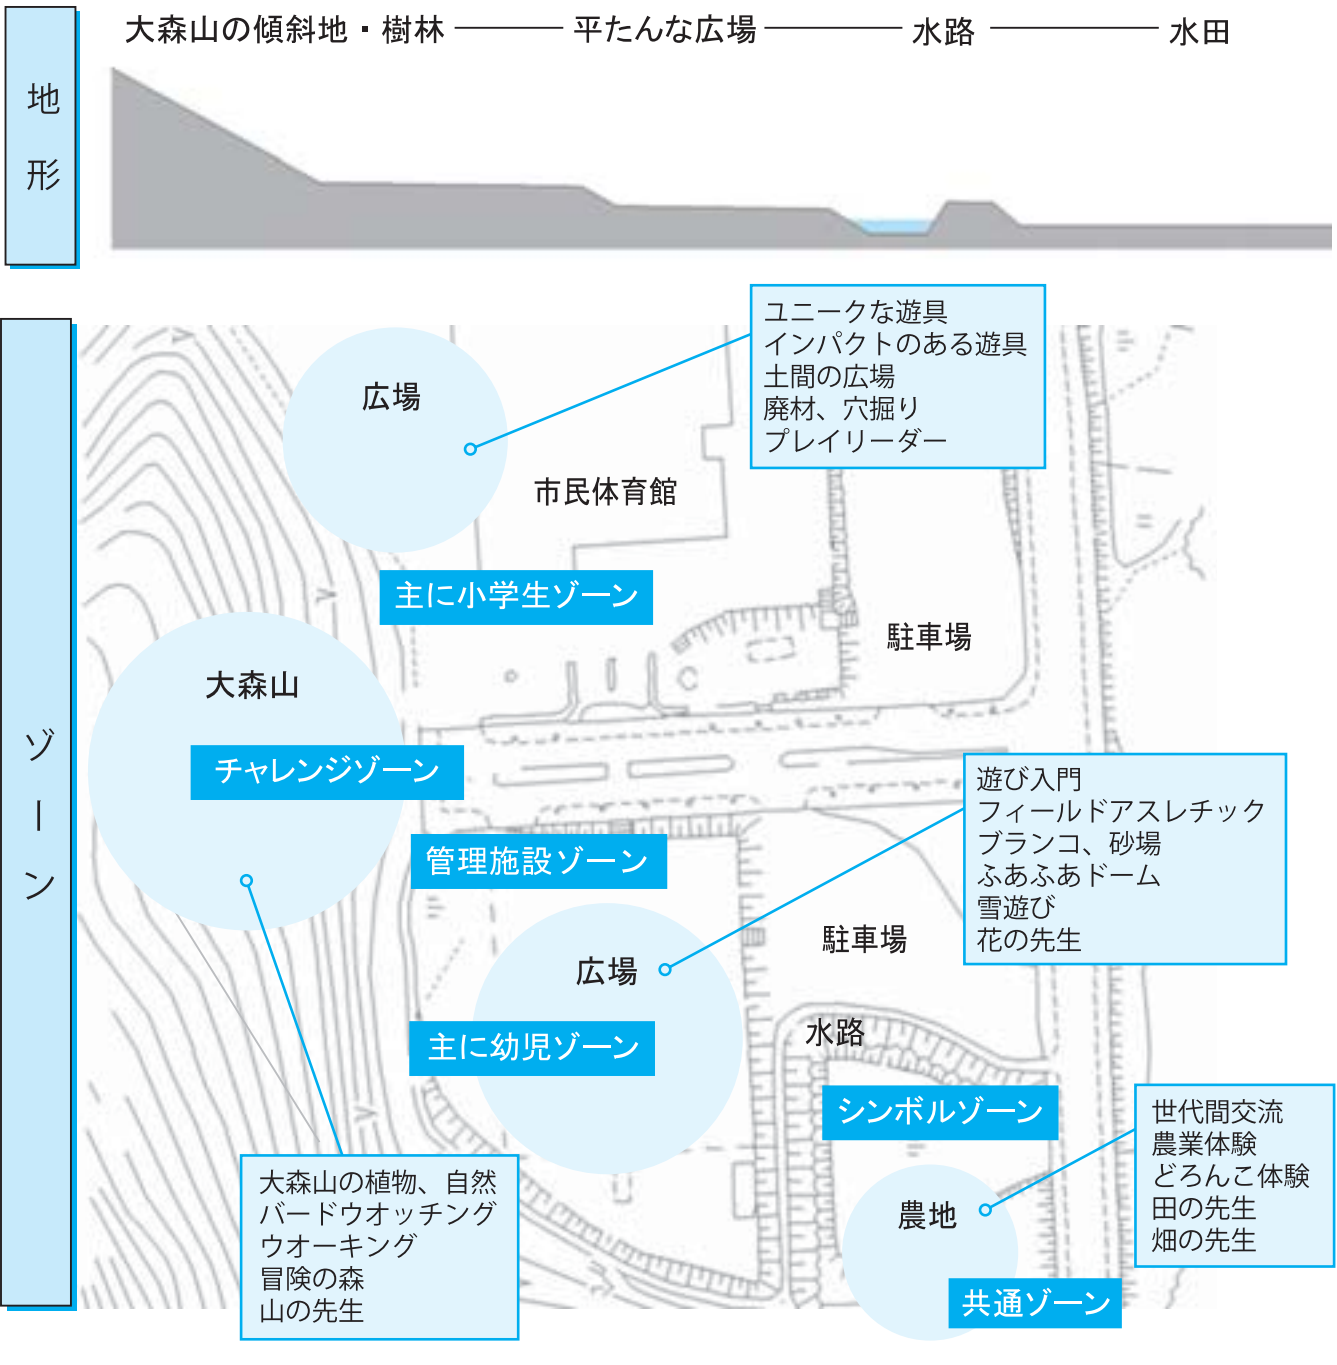 大森山の傾斜地・樹林 平たんな広場 水路 水田
地形
ゾーン
ユニークな遊具
インパクトのある遊具
土間の広場
廃材、穴掘り
プレイリーダー
広場
市民体育館
主に小学生ゾーン
駐車場
大森山
チャレンジゾーン
遊び入門
フィールドアスレチック
ブランコ、砂場
ふあふあドーム
雪遊び
花の先生
管理施設ゾーン
駐車場
広場
水路
主に幼児ゾーン
シンボルゾーン
世代間交流
農業体験
どろんこ体験
田の先生
畑の先生
大森山の植物、自然
バードウオッチング
ウオーキング
冒険の森
山の先生
農地
共通ゾーン